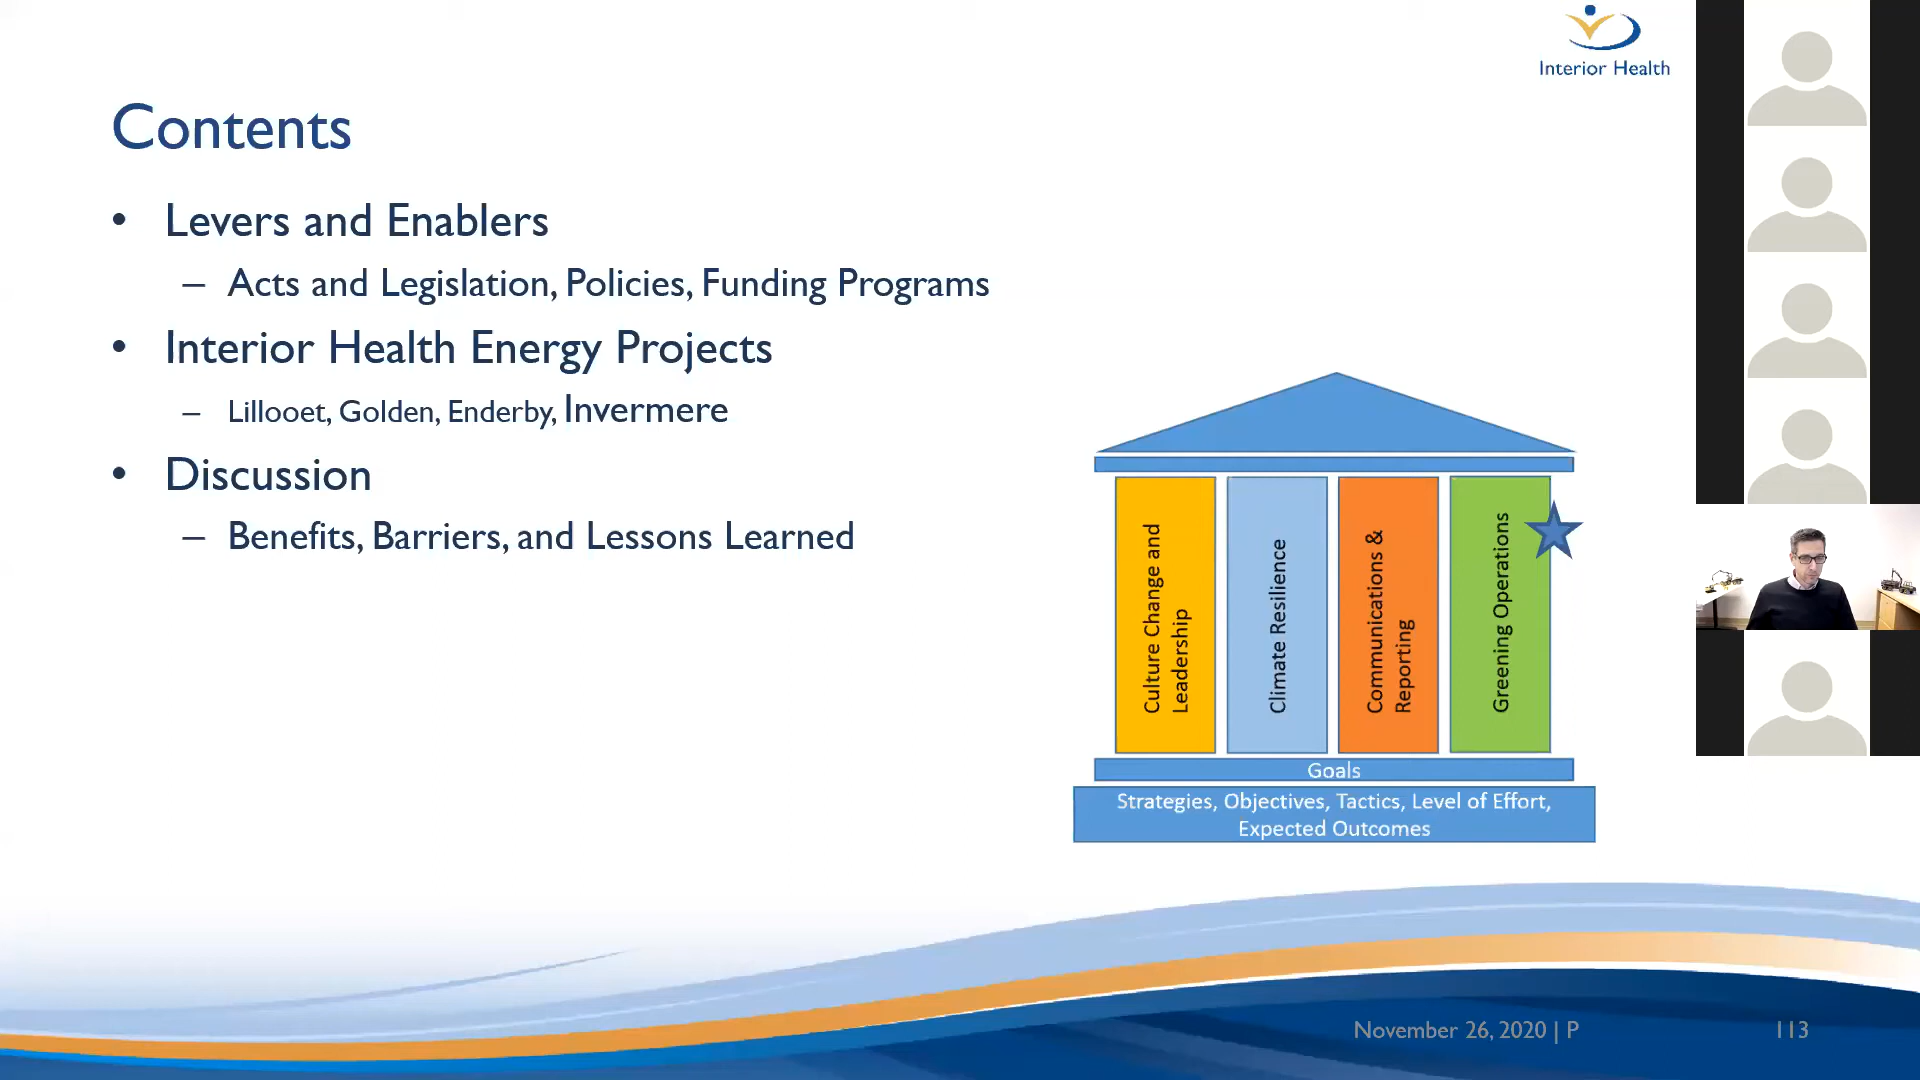 Interior Health
Contents
• Levers and Enablers
– Acts and Legislation, Policies, Funding Programs
• Interior Health Energy Projects
– Lillooet, Golden, Enderby, Invermere
• Discussion
– Benefits, Barriers, and Lessons Learned
Culture Change and
Leadership
Climate Resilience
Communications &
Reporting
Greening Operations
Goals
Strategies, Objectives, Tactics, Level of Effort,
Expected Outcomes
November 26, 2020 | P
113